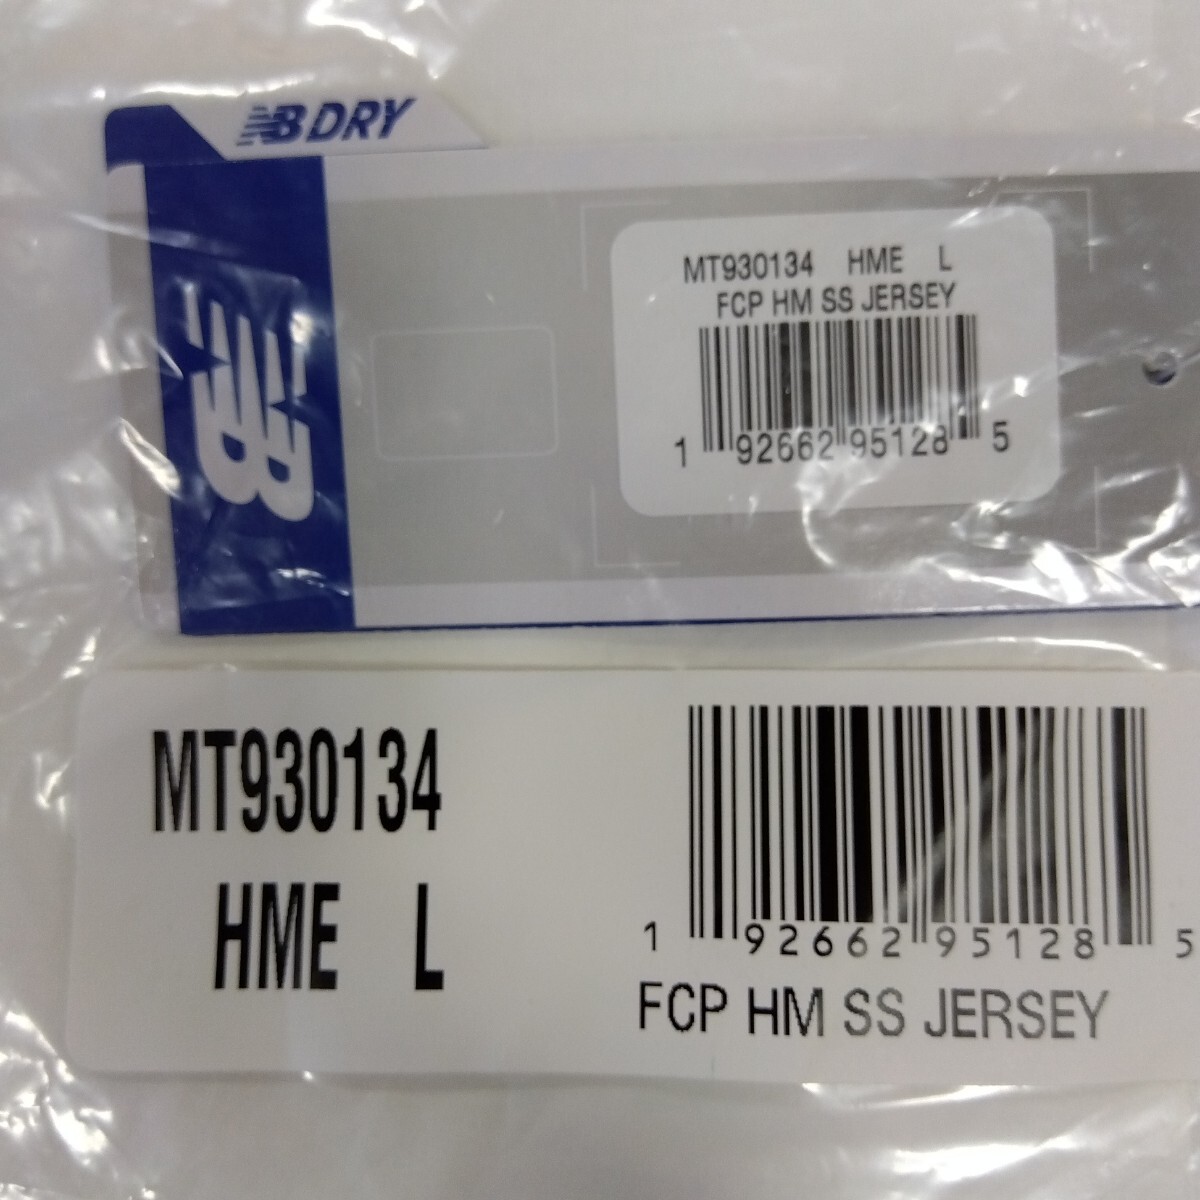 NB DRY
MT930134 HME L
FCP HM SS JERSEY
1 92662 95128 5
NB
MT930134
HME L
1 92662 95128 5
FCP HM SS JERSEY